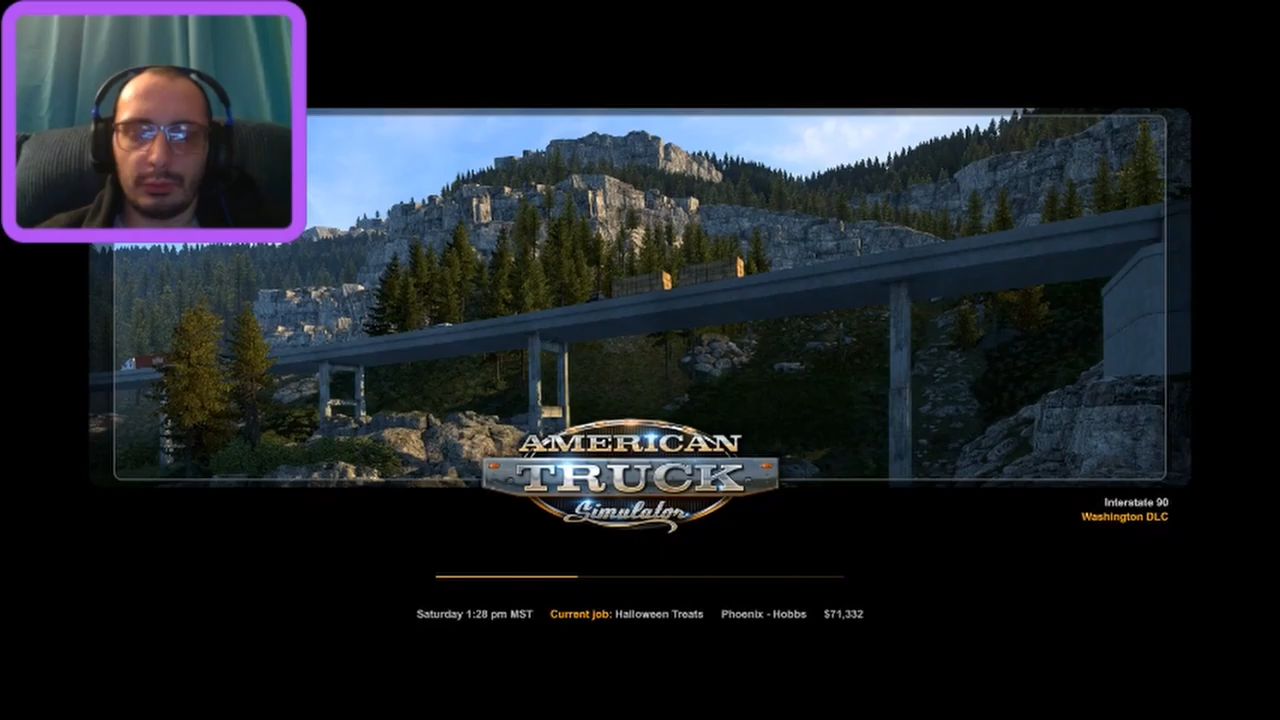 AMERICAN
TRUCK
Simulator
Interstate 90
Washington DLC
Saturday 1:28 pm MST Current job: Halloween Treats Phoenix - Hobbs $71,332